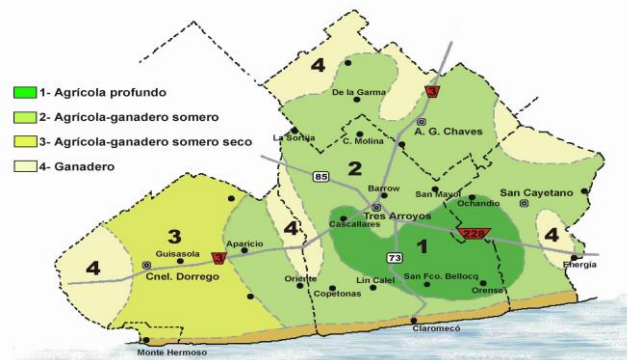 1- Agrícola profundo
2- Agrícola-ganadero somero
3- Agrícola-ganadero somero seco
4- Ganadero
4
De la Garma
3
A. G. Chaves
La Sortija
C. Molina
2
85
Barrow
San Mayol
Ochandio
San Cayetano
Tres Arroyos
Cascallares
4
3
1
228
4
Energía
Guisasola
3
Aparicio
4
Cnel. Dorrego
73
Oriente
Copetonas
Lin Calel
San Fco. Bellocq
Orense
Claromecó
Monte Hermoso